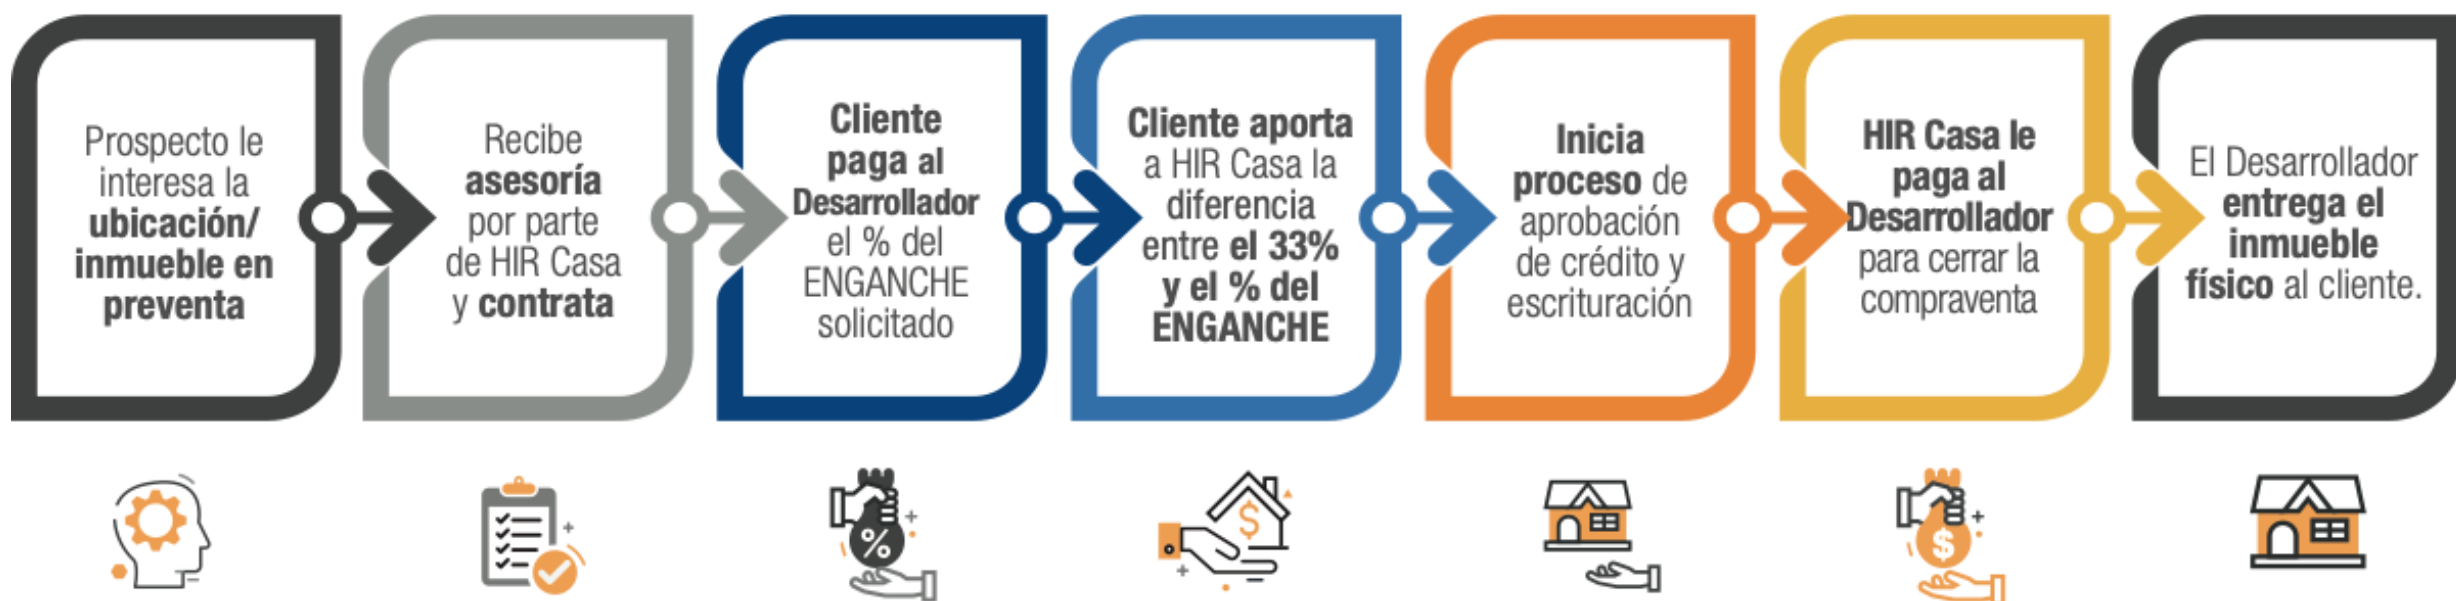 Prospecto le
interesa la
ubicación/
inmueble en
preventa
Recibe
asesoría
por parte
de HIR Casa
y contrata
Cliente
paga al
Desarrollador
el % del
ENGANCHE
solicitado
Cliente aporta
a HIR Casa la
diferencia
entre el 33%
y el % del
ENGANCHE
Inicia
proceso de
aprobación
de crédito y
escrituración
HIR Casa le
paga al
Desarrollador
para cerrar la
compraventa
El Desarrollador
entrega el
inmueble
físico al cliente.
%
$
$